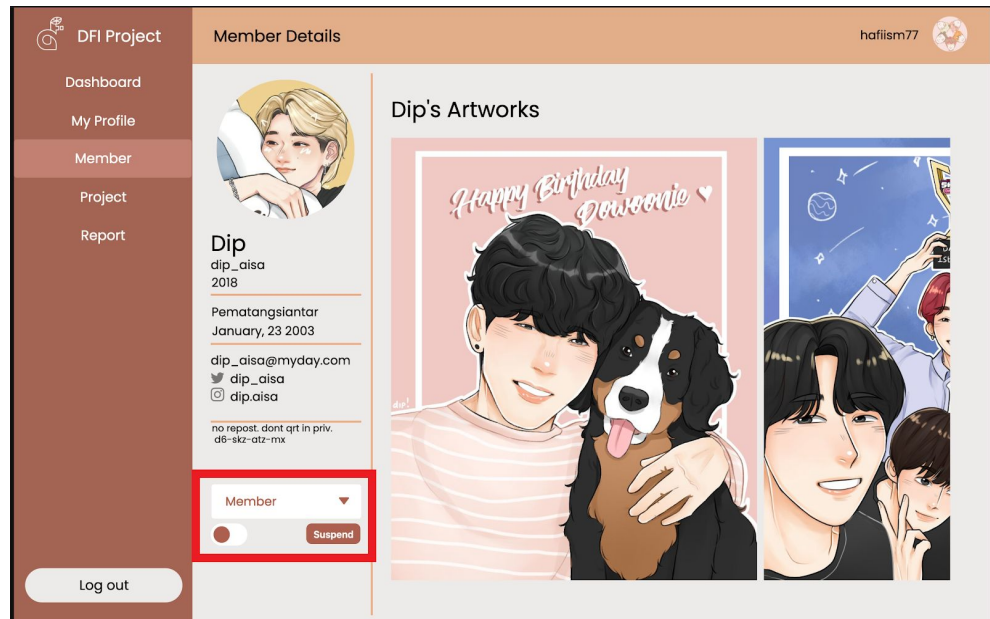 DFI Project
Member Details
hafiism77
Dashboard
My Profile
Member
Project
Report
Log out
Dip
dip_aisa
2018
Pematangsiantar
January, 23 2003
dip_aisa@myday.com
dip_aisa
dip.aisa
no repost. dont qrt in priv.
d6-skz-atz-mx
Member
Suspend
Dip's Artworks
Happy Birthday
Dowoonie
dip!